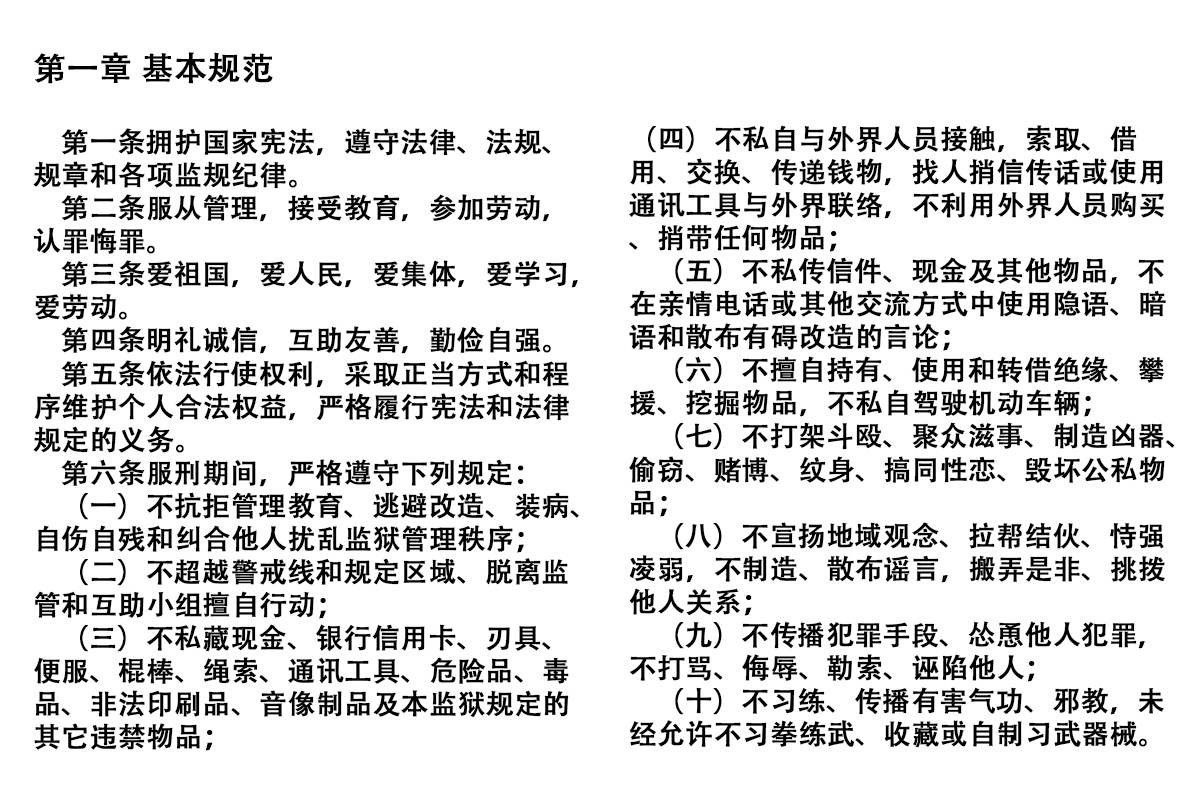 第一章 基本规范
第一条拥护国家宪法，遵守法律、法规、
规章和各项监规纪律。
第二条服从管理，接受教育，参加劳动，
认罪悔罪。
第三条爱祖国，爱人民，爱集体，爱学习，
爱劳动。
第四条明礼诚信，互助友善，勤俭自强。
第五条依法行使权利，采取正当方式和程
序维护个人合法权益，严格履行宪法和法律
规定的义务。
第六条服刑期间，严格遵守下列规定：
（一）不抗拒管理教育、逃避改造、装病、
自伤自残和纠合他人扰乱监狱管理秩序；
（二）不超越警戒线和规定区域、脱离监
管和互助小组擅自行动；
（三）不私藏现金、银行信用卡、刃具、
便服、棍棒、绳索、通讯工具、危险品、毒
品、非法印刷品、音像制品及本监狱规定的
其它违禁物品；
（四）不私自与外界人员接触，索取、借
用、交换、传递钱物，找人捎信传话或使用
通讯工具与外界联络，不利用外界人员购买
、捎带任何物品；
（五）不私传信件、现金及其他物品，不
在亲情电话或其他交流方式中使用隐语、暗
语和散布有碍改造的言论；
（六）不擅自持有、使用和转借绝缘、攀
援、挖掘物品，不私自驾驶机动车辆；
（七）不打架斗殴、聚众滋事、制造凶器、
偷窃、赌博、纹身、搞同性恋、毁坏公私物
品；
（八）不宣扬地域观念、拉帮结伙、恃强
凌弱，不制造、散布谣言，搬弄是非、挑拨
他人关系；
（九）不传播犯罪手段、怂恿他人犯罪，
不打骂、侮辱、勒索、诬陷他人；
（十）不习练、传播有害气功、邪教，未
经允许不习拳练武、收藏或自制习武器械。